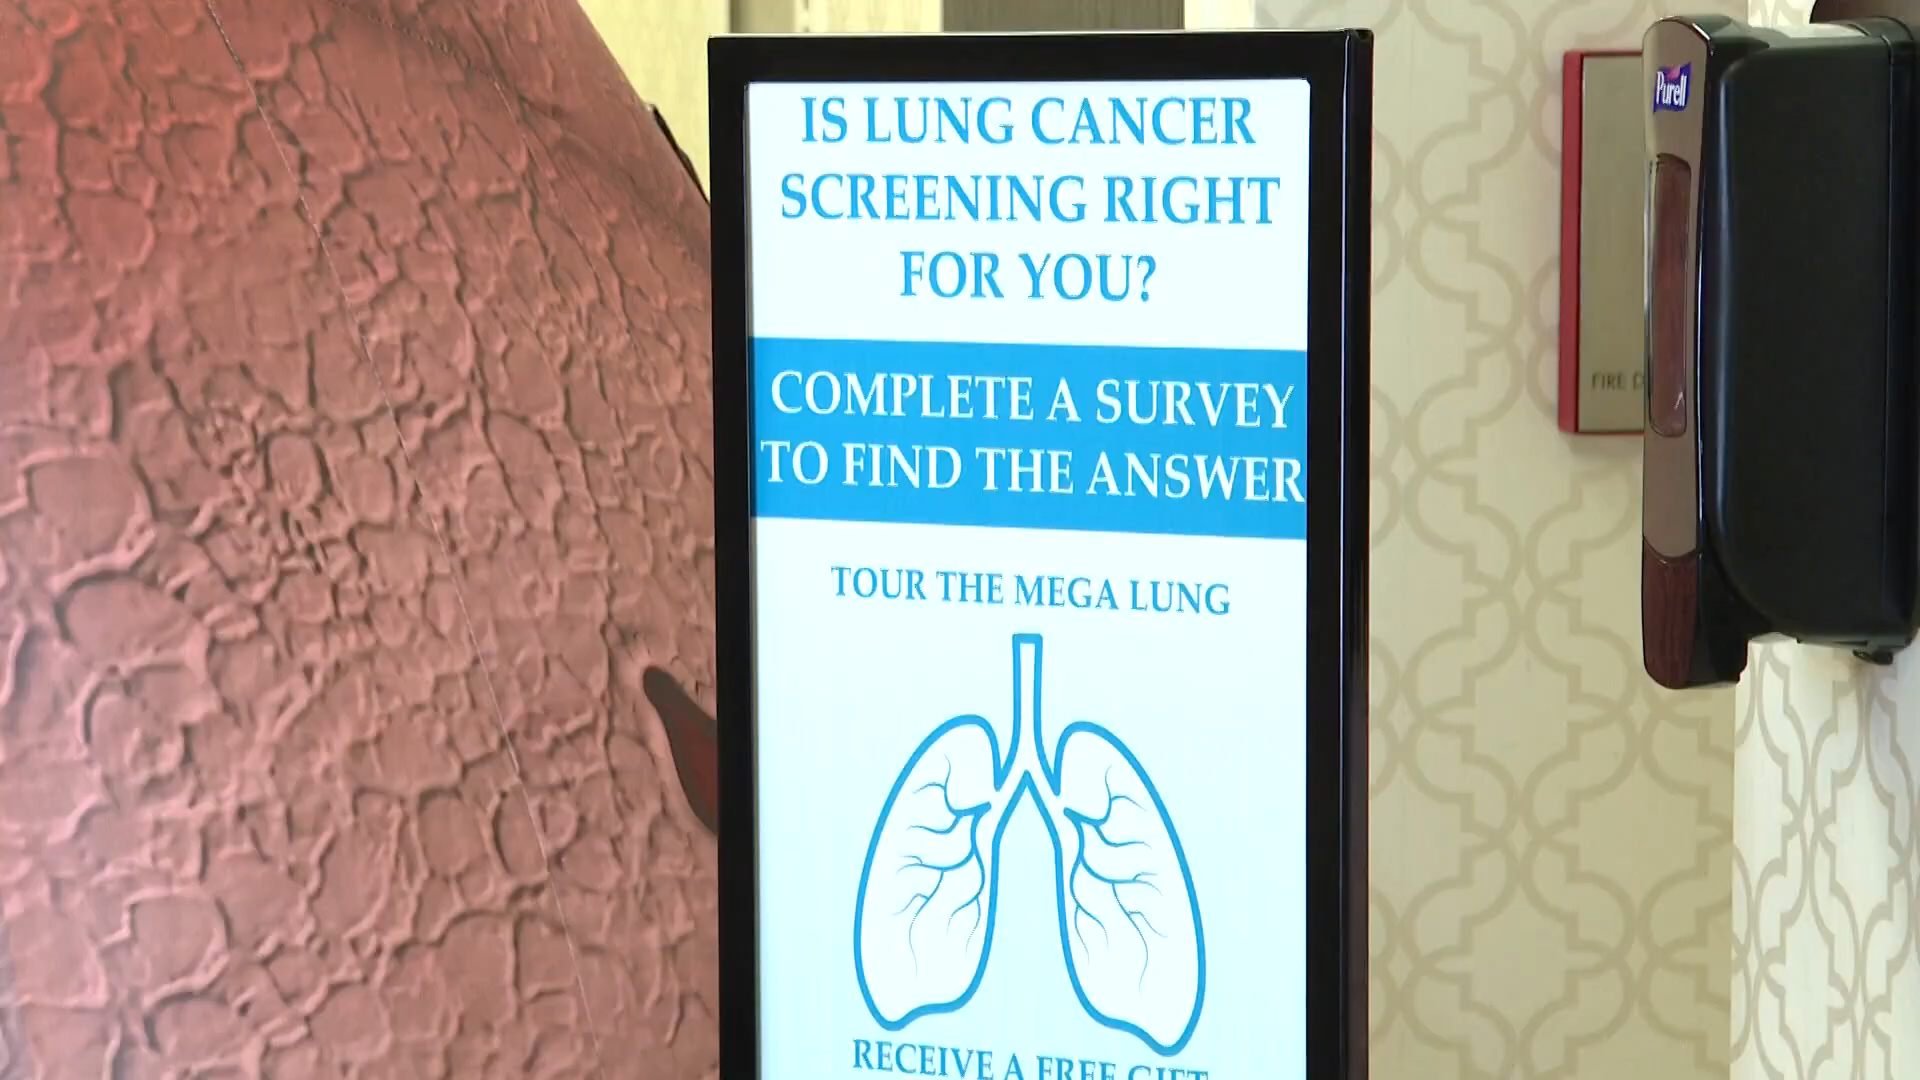 IS LUNG CANCER
SCREENING RIGHT
FOR YOU?
COMPLETE A SURVEY
TO FIND THE ANSWER
TOUR THE MEGA LUNG
RECEIVE A FREE GIFT
Purell
FIRE